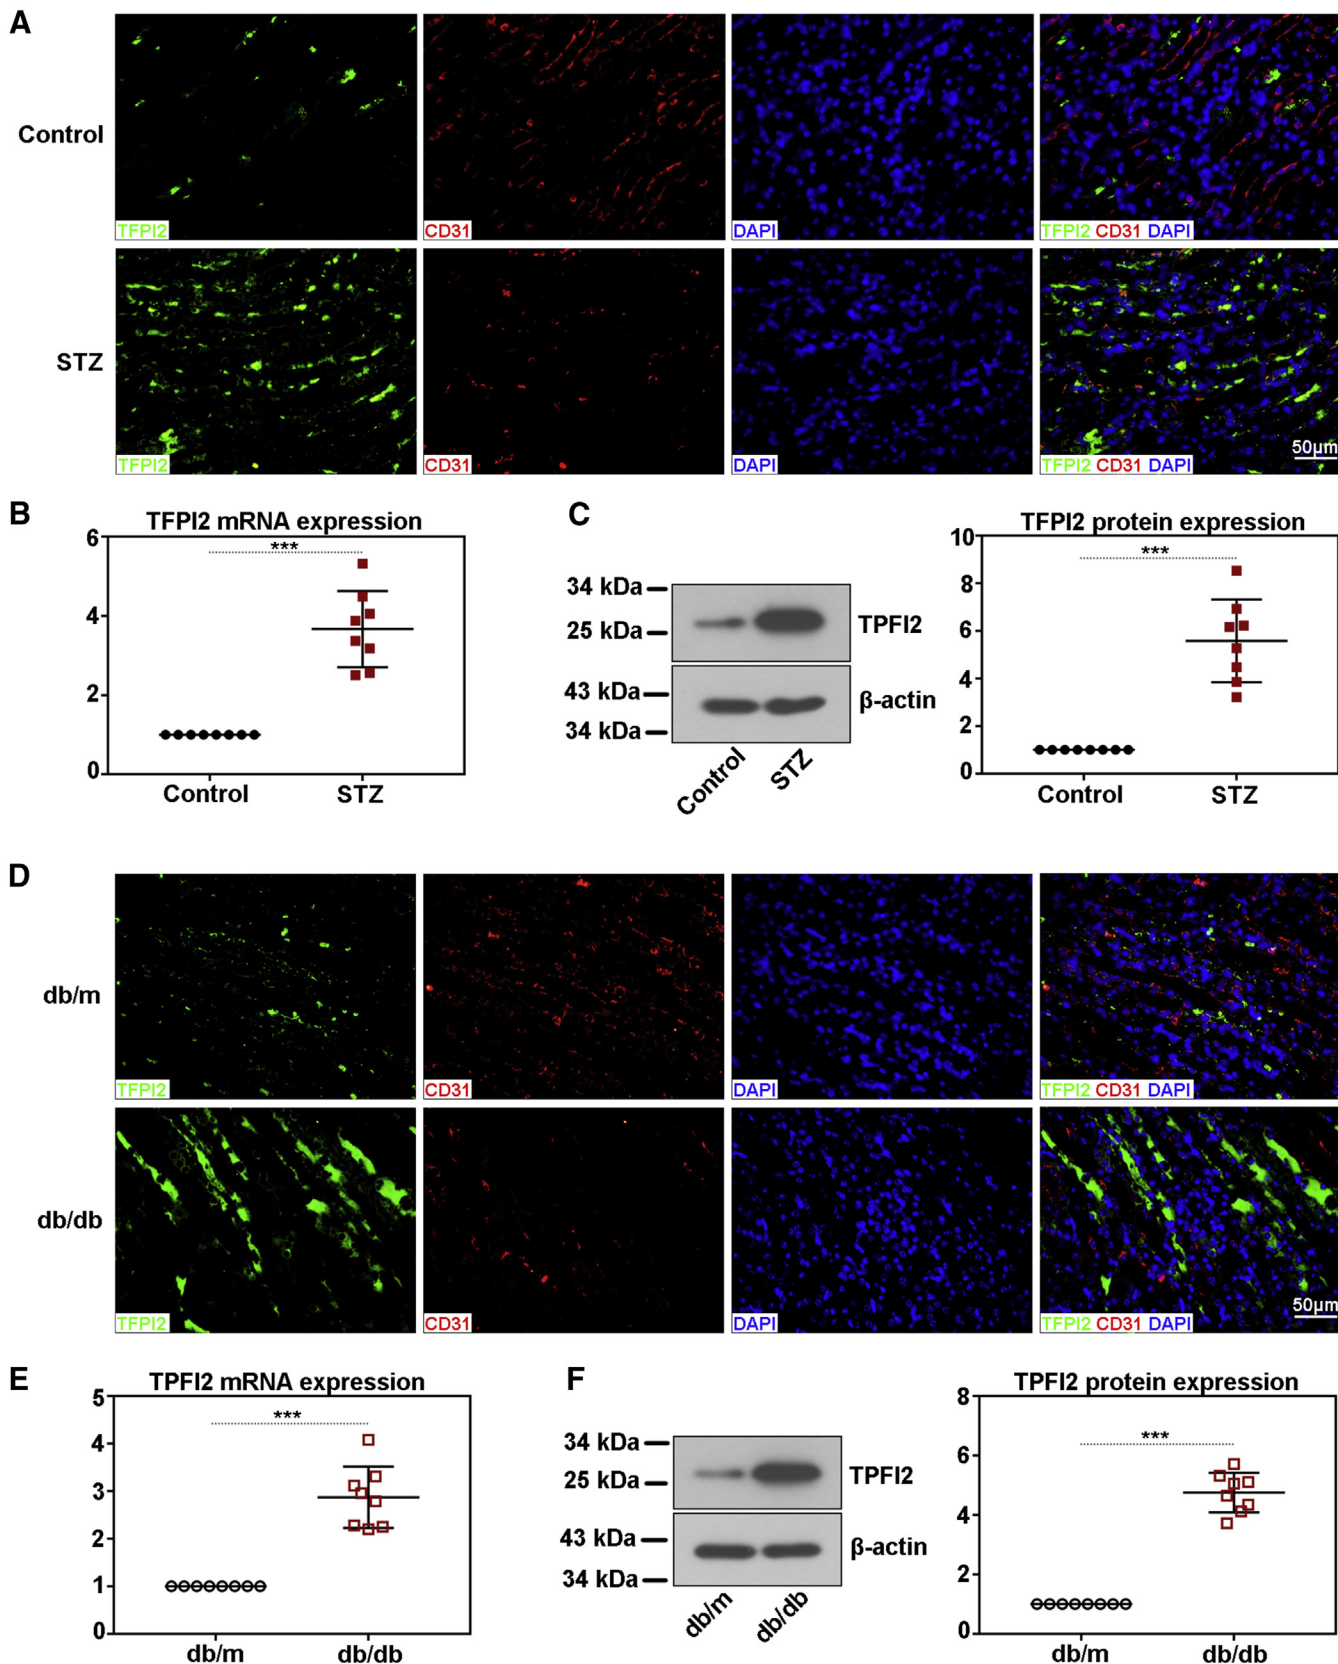 A
Control
TFPI2
CD31
DAPI
TFPI2 CD31 DAPI
STZ
TFPI2
CD31
DAPI
TFPI2 CD31 DAPI
50μm
B
TFPI2 mRNA expression
6
4
2
0
***
Control
STZ
C
34 kDa
25 kDa
TPFI2
43 kDa
34 kDa
β-actin
Control
STZ
TFPI2 protein expression
10
8
6
4
2
0
***
Control
STZ
D
db/m
TFPI2
CD31
DAPI
TFPI2 CD31 DAPI
db/db
TFPI2
CD31
DAPI
TFPI2 CD31 DAPI
50μm
E
TPFI2 mRNA expression
5
4
3
2
1
0
***
db/m
db/db
F
34 kDa
25 kDa
TPFI2
43 kDa
34 kDa
β-actin
db/m
db/db
TPFI2 protein expression
8
6
4
2
0
***
db/m
db/db